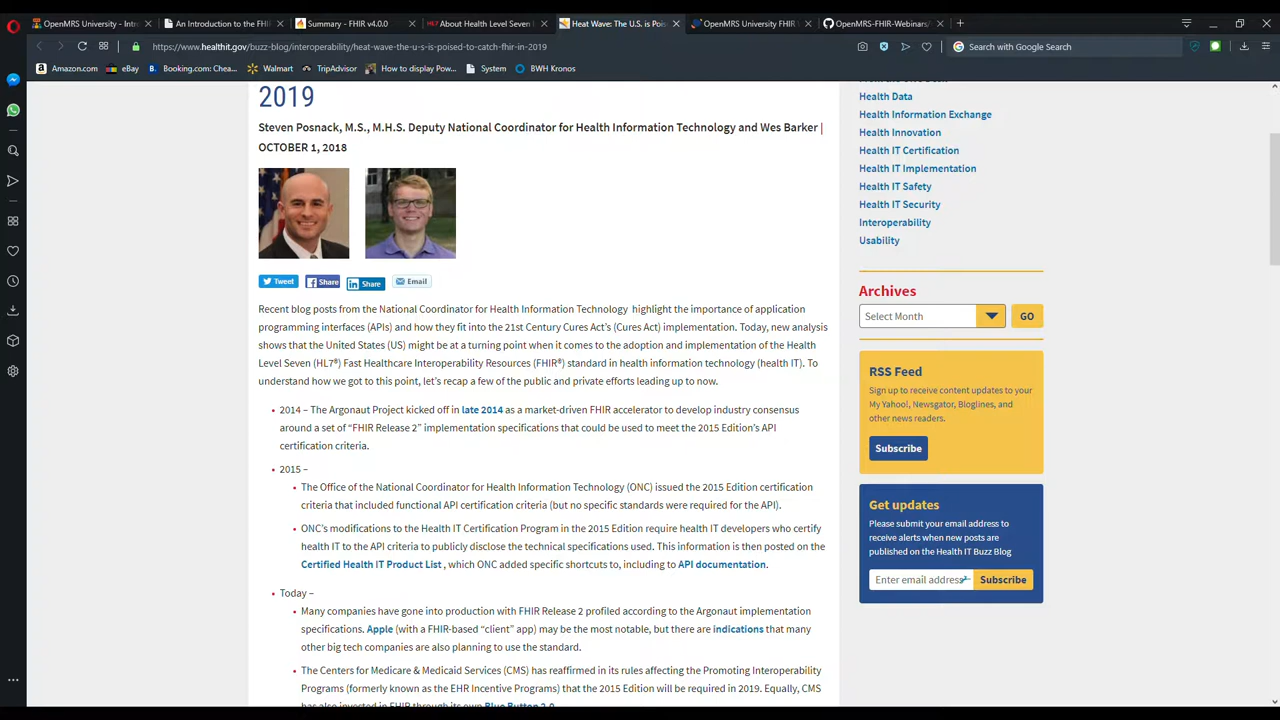 OpenMRS University: - Intr
An Introduction to the FHIR
Summary - FHIR v4.0.0
About Health Level Seven
Heat Wave: The U.S. is Pois
OpenMRS University FHIR
OpenMRS-FHIR-Webinars/
https://www.healthit.gov/buzz-blog/interoperability/heat-wave-the-u-s-is-poised-to-catch-fhir-in-2019
Search with Google Search
Amazon.com
eBay
Booking.com: Chea...
Walmart
TripAdvisor
How to display Pow...
System
BWH Kronos
2019
Steven Posnack, M.S., M.H.S. Deputy National Coordinator for Health Information Technology and Wes Barker |
OCTOBER 1, 2018
Tweet
Share
Share
Email
Recent blog posts from the National Coordinator for Health Information Technology highlight the importance of application
programming interfaces (APIs) and how they fit into the 21st Century Cures Act’s (Cures Act) implementation. Today, new analysis
shows that the United States (US) might be at a turning point when it comes to the adoption and implementation of the Health
Level Seven (HL7®) Fast Healthcare Interoperability Resources (FHIR®) standard in health information technology (health IT). To
understand how we got to this point, let’s recap a few of the public and private efforts leading up to now.
• 2014 – The Argonaut Project kicked off in late 2014 as a market-driven FHIR accelerator to develop industry consensus
around a set of “FHIR Release 2” implementation specifications that could be used to meet the 2015 Edition’s API
certification criteria.
• 2015 –
• The Office of the National Coordinator for Health Information Technology (ONC) issued the 2015 Edition certification
criteria that included functional API certification criteria (but no specific standards were required for the API).
• ONC’s modifications to the Health IT Certification Program in the 2015 Edition require health IT developers who certify
health IT to the API criteria to publicly disclose the technical specifications used. This information is then posted on the
Certified Health IT Product List , which ONC added specific shortcuts to, including to API documentation.
• Today –
• Many companies have gone into production with FHIR Release 2 profiled according to the Argonaut implementation
specifications. Apple (with a FHIR-based “client” app) may be the most notable, but there are indications that many
other big tech companies are also planning to use the standard.
• The Centers for Medicare & Medicaid Services (CMS) has reaffirmed in its rules affecting the Promoting Interoperability
Programs (formerly known as the EHR Incentive Programs) that the 2015 Edition will be required in 2019. Equally, CMS
has also invested in FHIR through its own Blue Button 2.0
Health Data
Health Information Exchange
Health Innovation
Health IT Certification
Health IT Implementation
Health IT Safety
Health IT Security
Interoperability
Usability
Archives
Select Month
GO
RSS Feed
Sign up to receive content updates to your
My Yahoo!, Newsgator, Bloglines, and
other news readers.
Subscribe
Get updates
Please submit your email address to
receive alerts when new posts are
published on the Health IT Buzz Blog
Enter email address
Subscribe